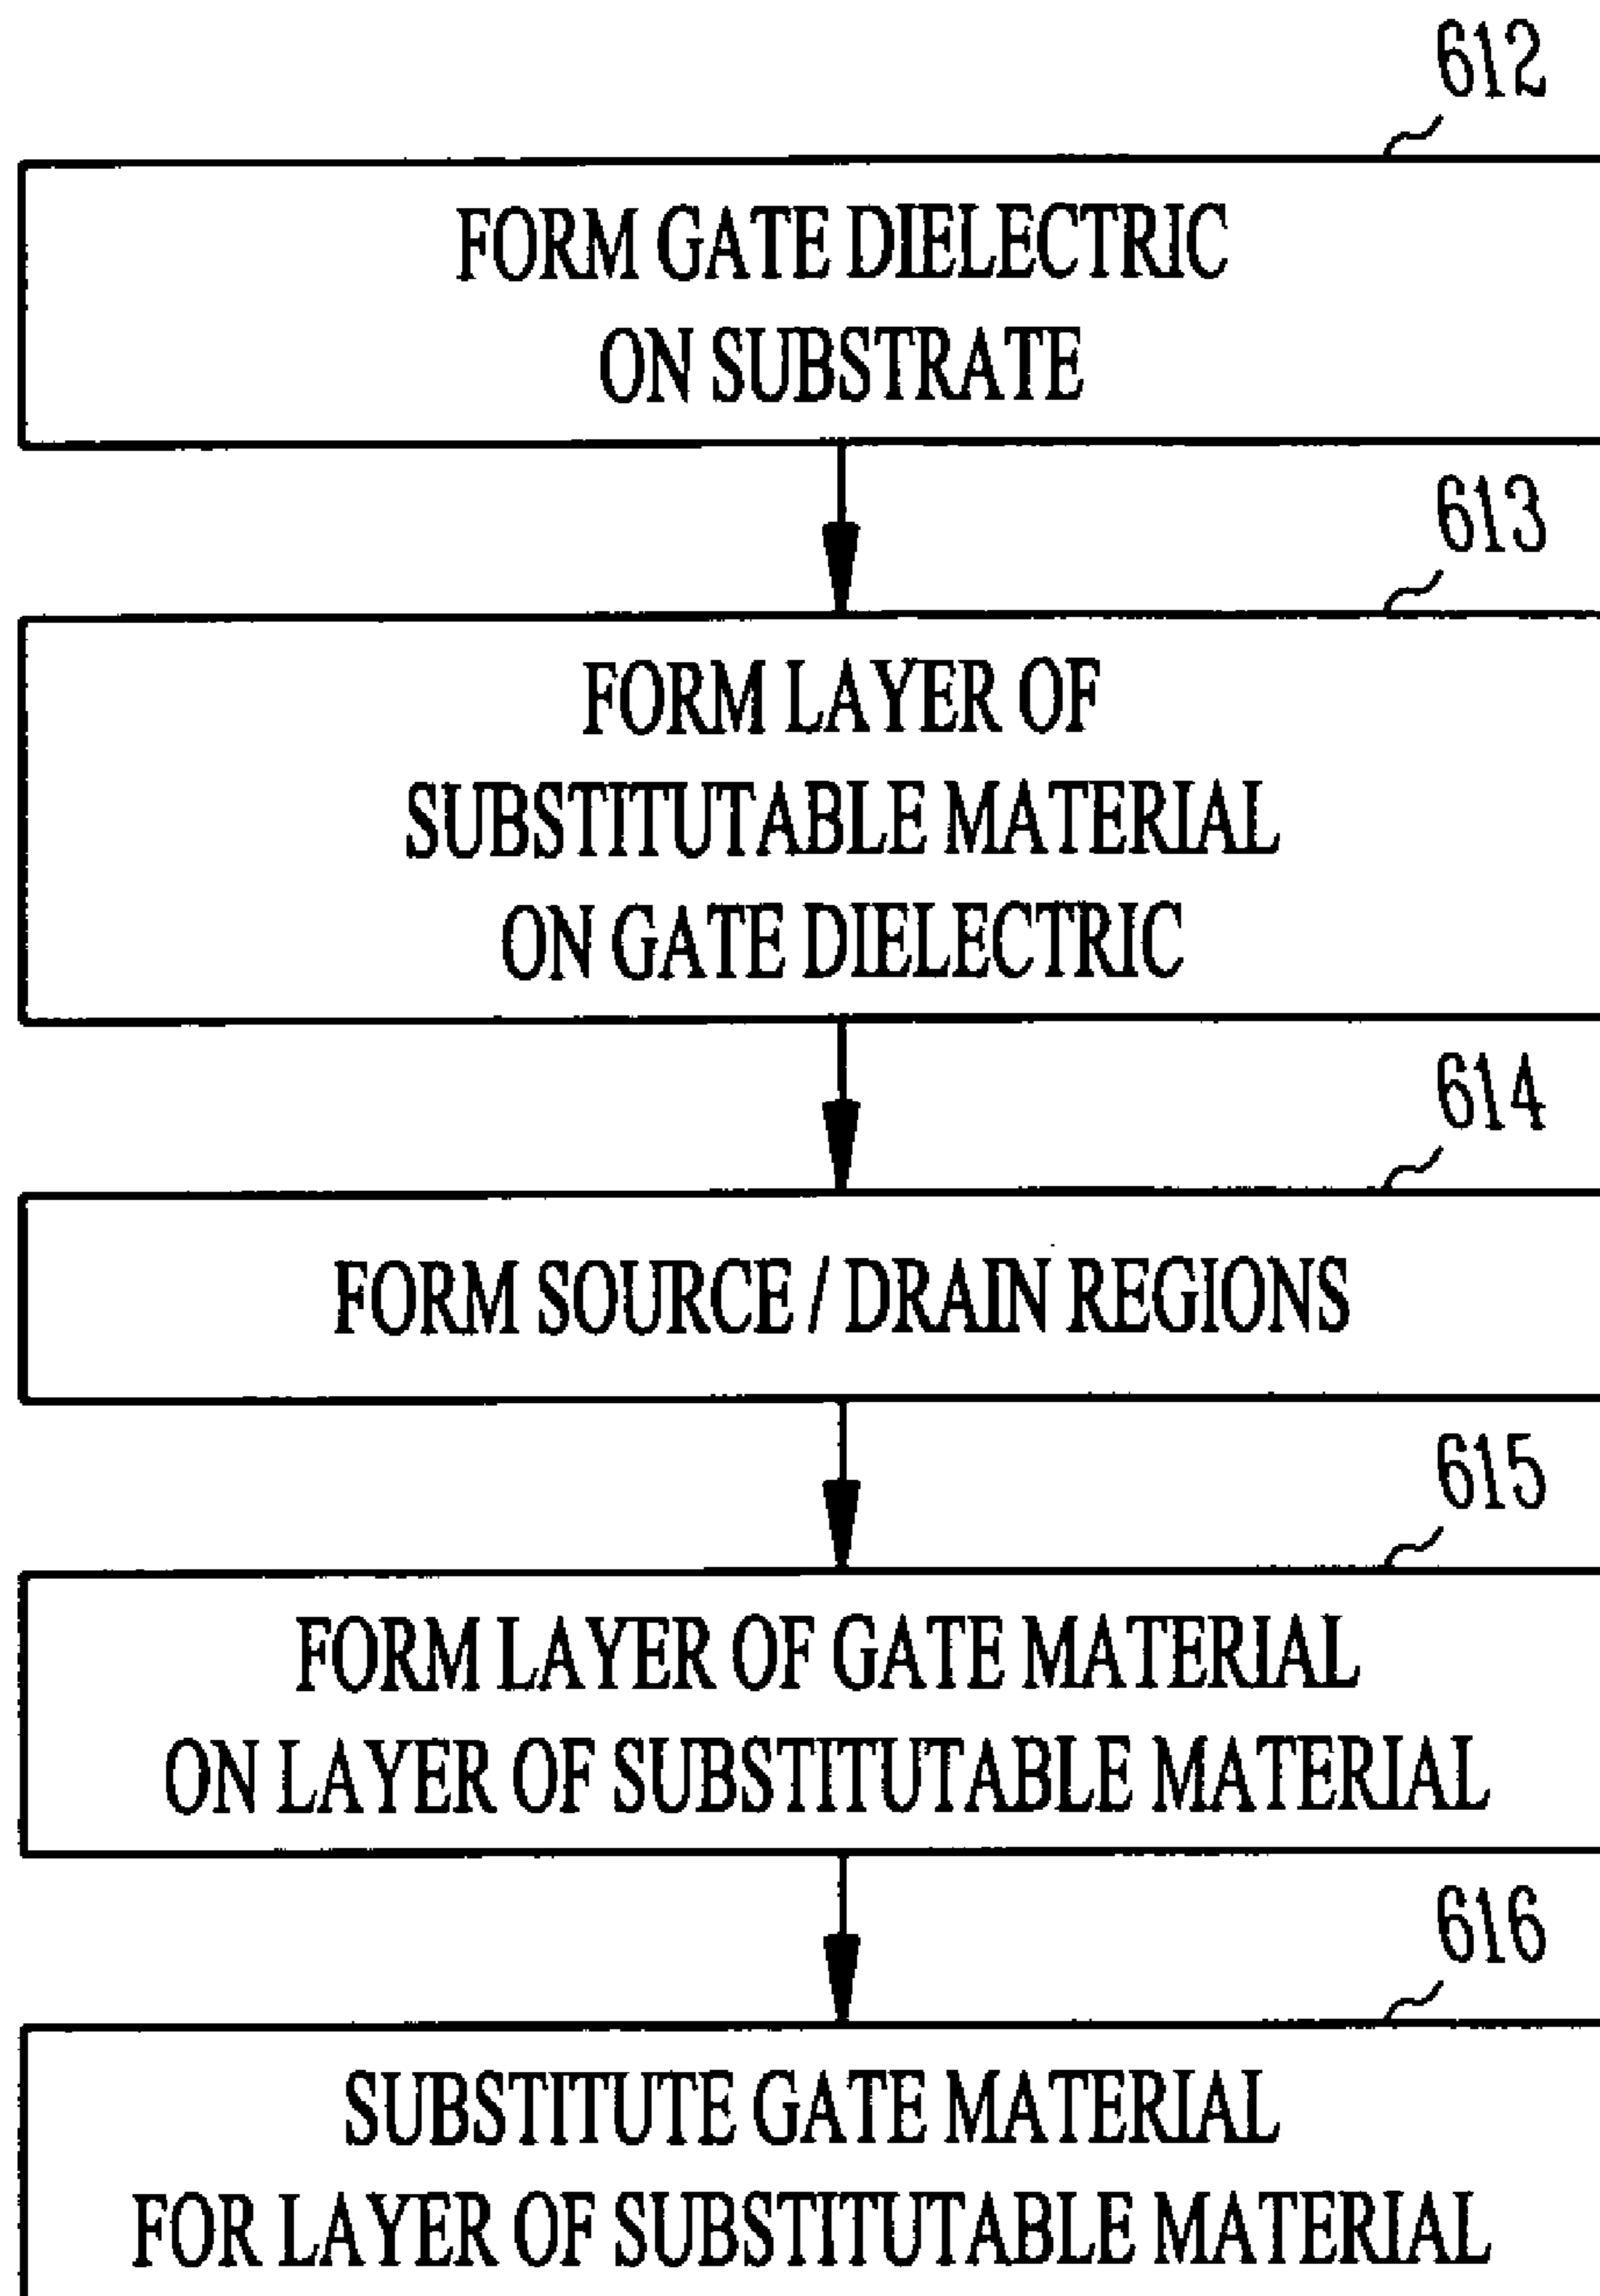 612
FORM GATE DIELECTRIC
ON SUBSTRATE
613
FORM LAYER OF
SUBSTITUTABLE MATERIAL
ON GATE DIELECTRIC
614
FORM SOURCE / DRAIN REGIONS
615
FORM LAYER OF GATE MATERIAL
ON LAYER OF SUBSTITUTABLE MATERIAL
616
SUBSTITUTE GATE MATERIAL
FOR LAYER OF SUBSTITUTABLE MATERIAL